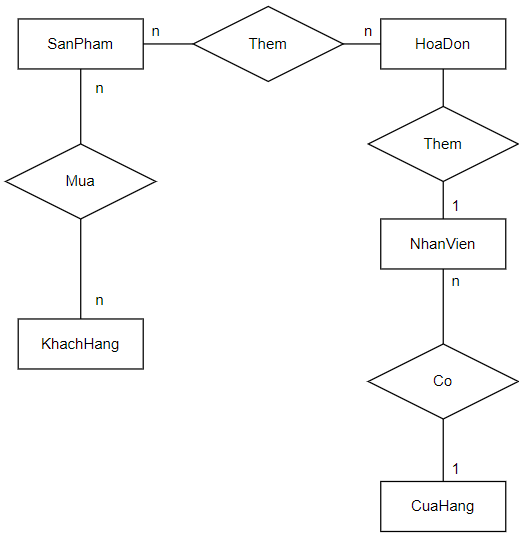 SanPham
n
Them
n
HoaDon
n
Mua
Them
1
NhanVien
n
n
KhachHang
Co
1
CuaHang